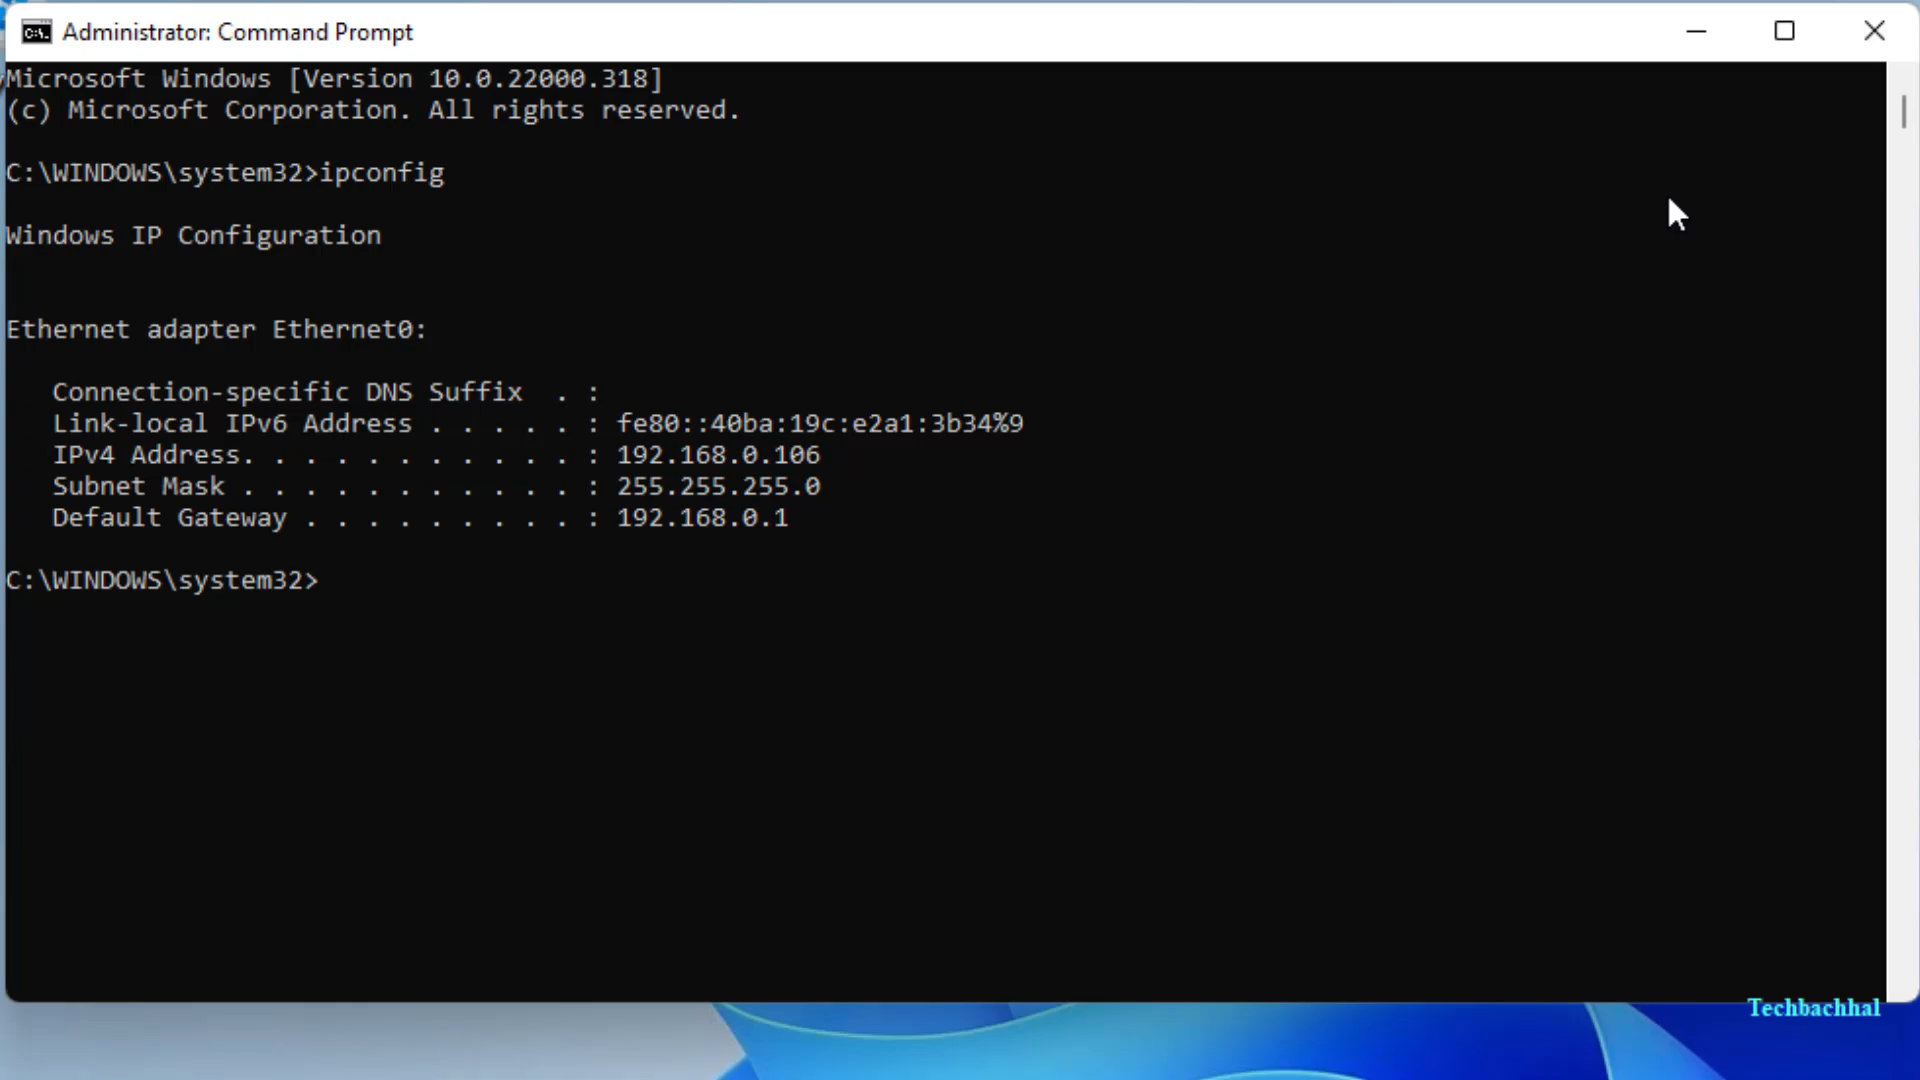 Administrator: Command Prompt
Microsoft Windows [Version 10.0.22000.318]
(c) Microsoft Corporation. All rights reserved.
C:\WINDOWS\system32>ipconfig
Windows IP Configuration
Ethernet adapter Ethernet0:
Connection-specific DNS Suffix  . :
Link-local IPv6 Address . . . . . : fe80::40ba:19c:e2a1:3b34%9
IPv4 Address. . . . . . . . . . . : 192.168.0.106
Subnet Mask . . . . . . . . . . . : 255.255.255.0
Default Gateway . . . . . . . . . : 192.168.0.1
C:\WINDOWS\system32>
Techbachhal